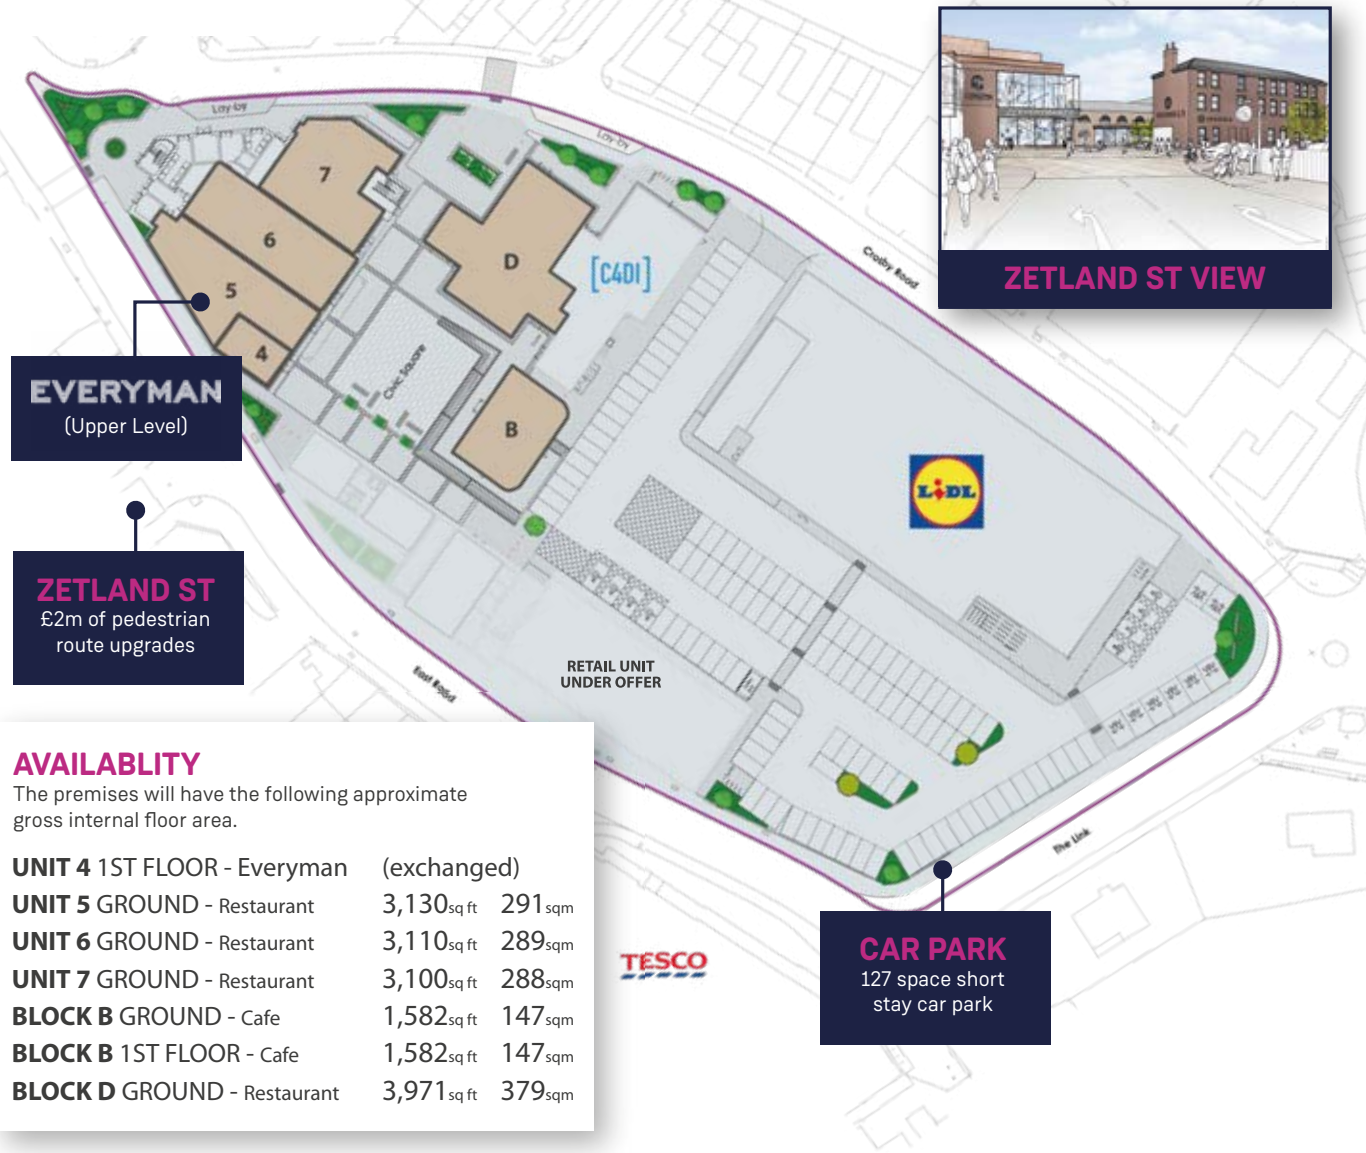 ZETLAND ST VIEW
Lay-by
Lay-by
Crosby Road
7
6
5
4
D
[C4DI]
B
Civic Square
EVERYMAN
(Upper Level)
LIDL
ZETLAND ST
£2m of pedestrian
route upgrades
RETAIL UNIT
UNDER OFFER
East Road
The Link
AVAILABLITY
The premises will have the following approximate
gross internal floor area.
UNIT 4 1ST FLOOR - Everyman (exchanged)
UNIT 5 GROUND - Restaurant 3,130sq ft 291sqm
UNIT 6 GROUND - Restaurant 3,110sq ft 289sqm
UNIT 7 GROUND - Restaurant 3,100sq ft 288sqm
BLOCK B GROUND - Cafe 1,582sq ft 147sqm
BLOCK B 1ST FLOOR - Cafe 1,582sq ft 147sqm
BLOCK D GROUND - Restaurant 3,971sq ft 379sqm
TESCO
CAR PARK
127 space short
stay car park